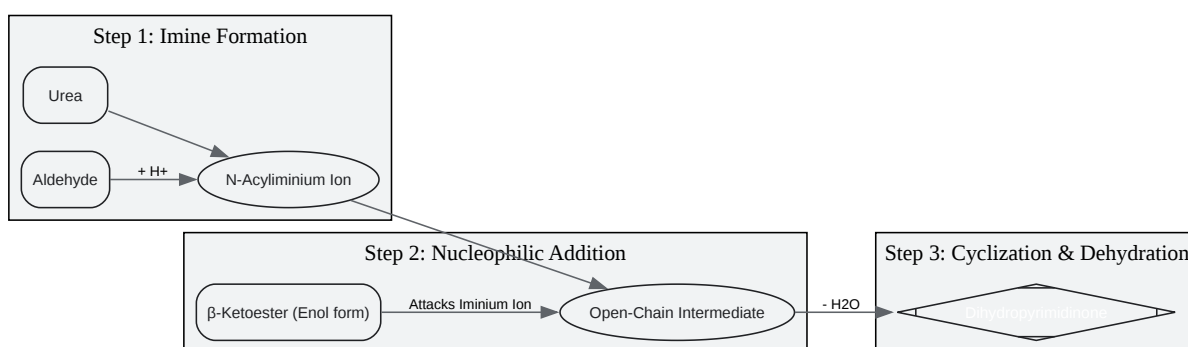 Step 1: Imine Formation
Urea
Aldehyde
+ H+
N-Acyliminium Ion
Step 2: Nucleophilic Addition
β-Ketoester (Enol form)
Attacks Iminium Ion
Open-Chain Intermediate
- H2O
Step 3: Cyclization & Dehydration
Dihydropyrimidinone